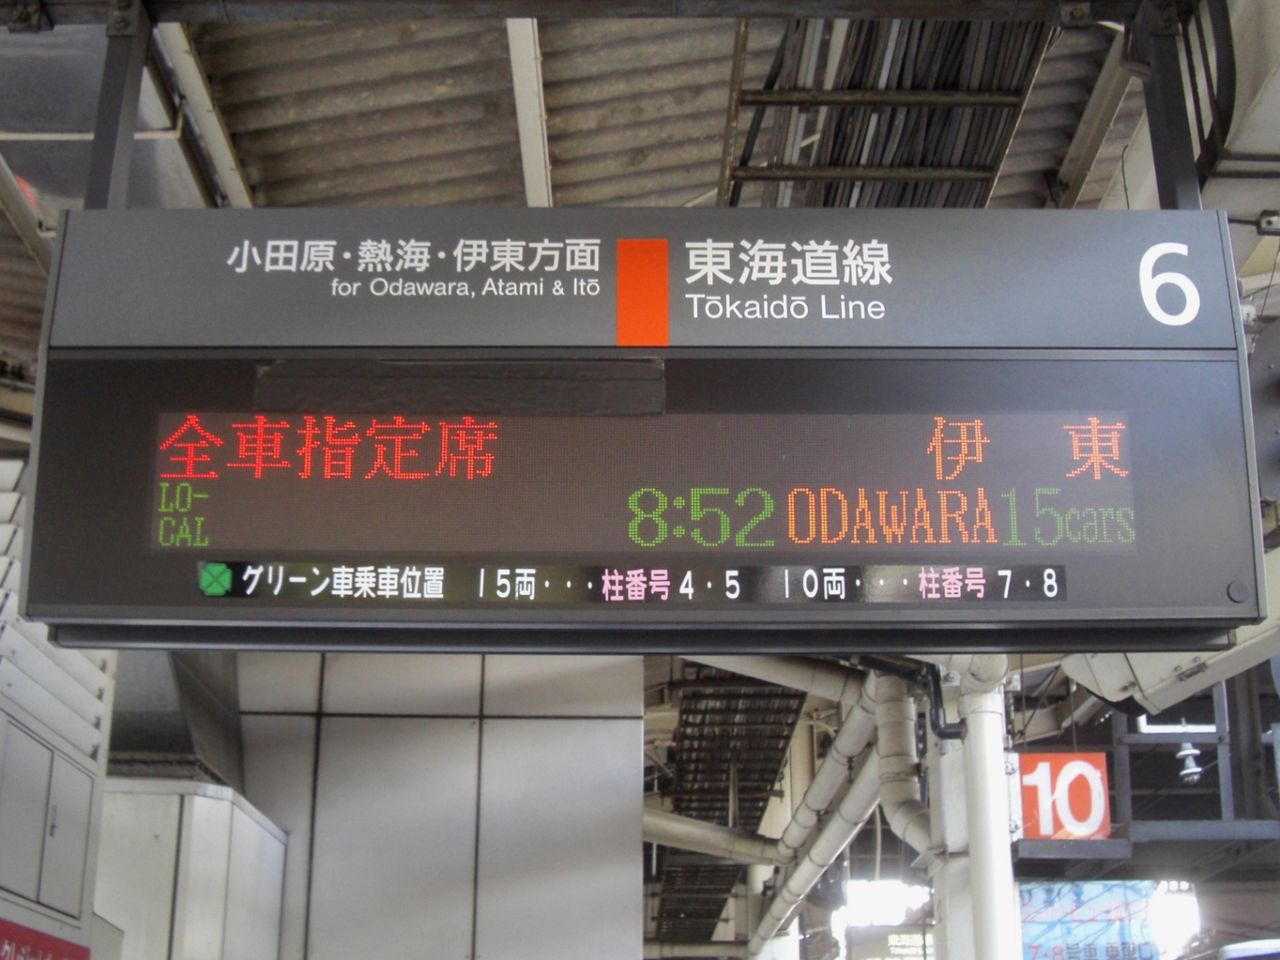 小田原・熱海・伊東方面
for Odawara, Atami & Itō
東海道線
Tōkaidō Line
6
全車指定席 伊東
LO-
CAL
8:52 ODAWARA 15cars
グリーン車乗車位置 15両・・・柱番号4・5 10両・・・柱番号7・8
10